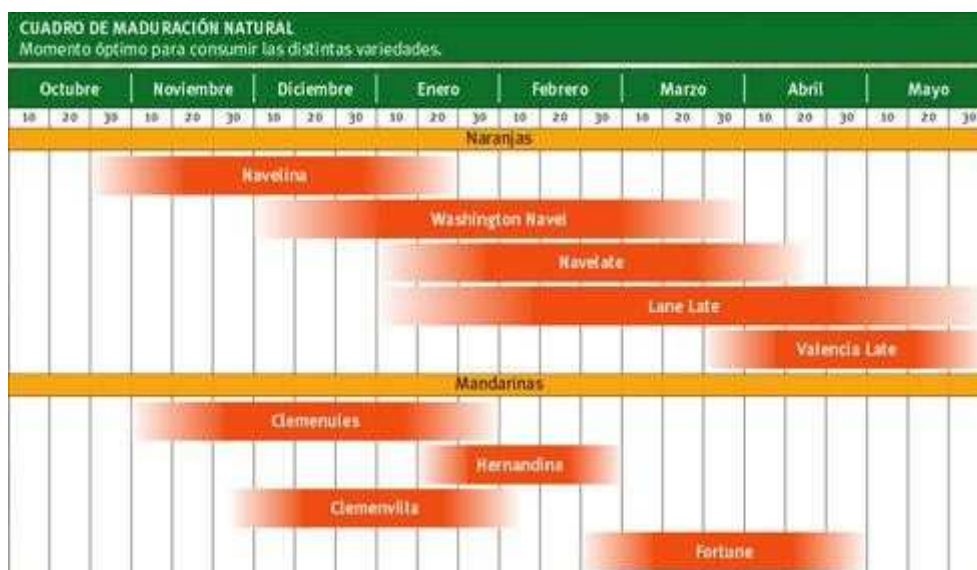 CUADRO DE MADURACIÓN NATURAL
Momento óptimo para consumir las distintas variedades.
Octubre Noviembre Diciembre Enero Febrero Marzo Abril Mayo
10 20 30 10 20 30 10 20 30 10 20 30 10 20 30 10 20 30 10 20 30 10 20 30
Naranjas
Navelina
Washington Navel
Navelate
Lane Late
Valencia Late
Mandarinas
Clemenules
Hernandina
Clemenvilla
Fortune